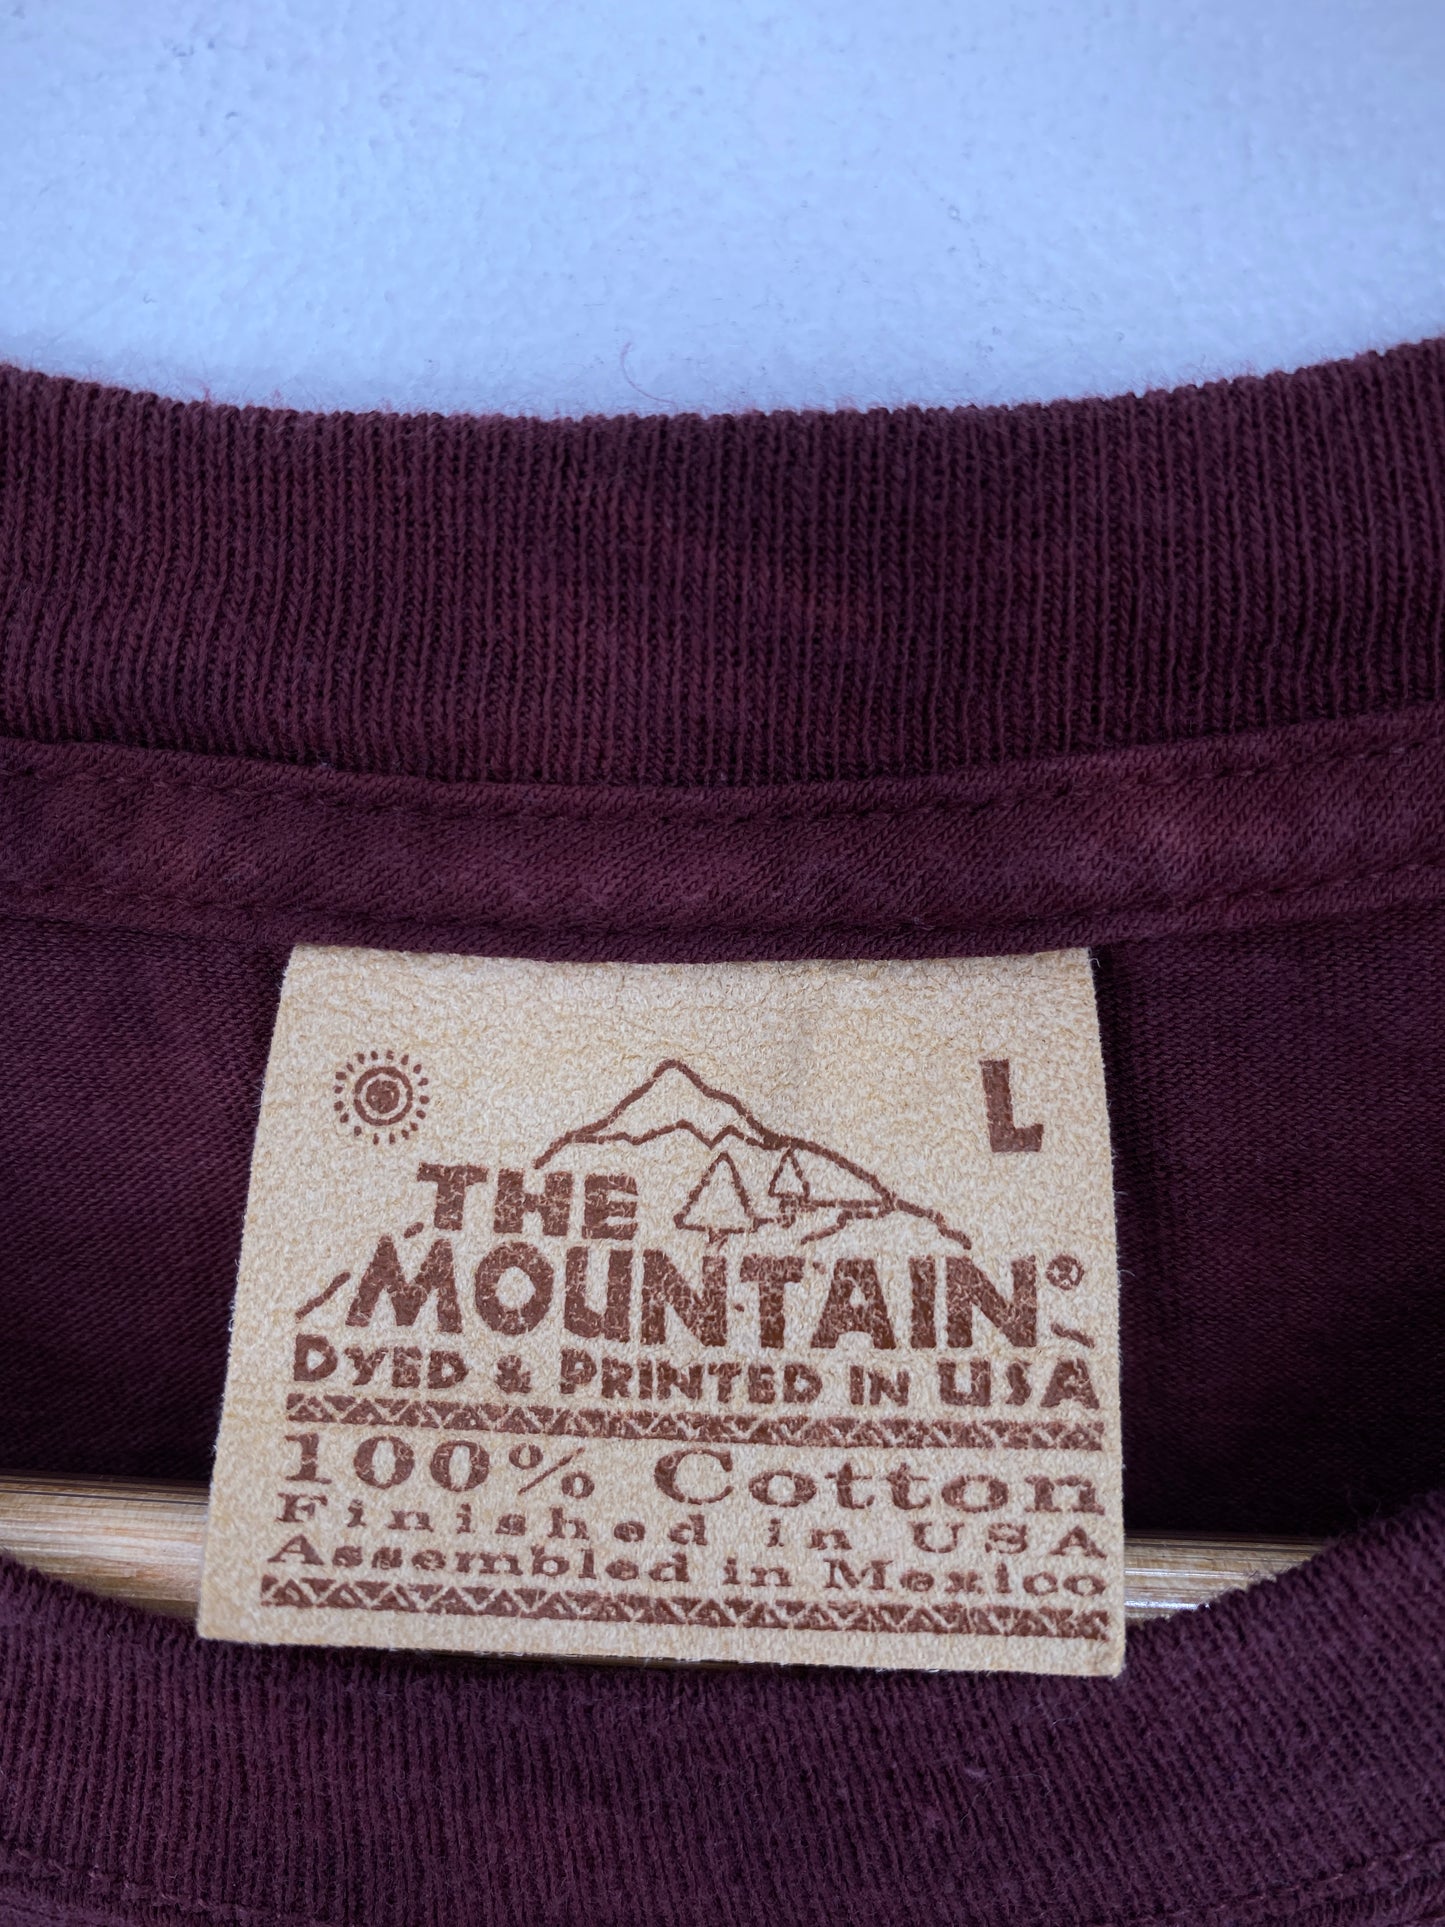 L
THE
MOUNTAIN®
DYED & PRINTED IN USA
100% Cotton
Finished in USA
Assembled in Mexico